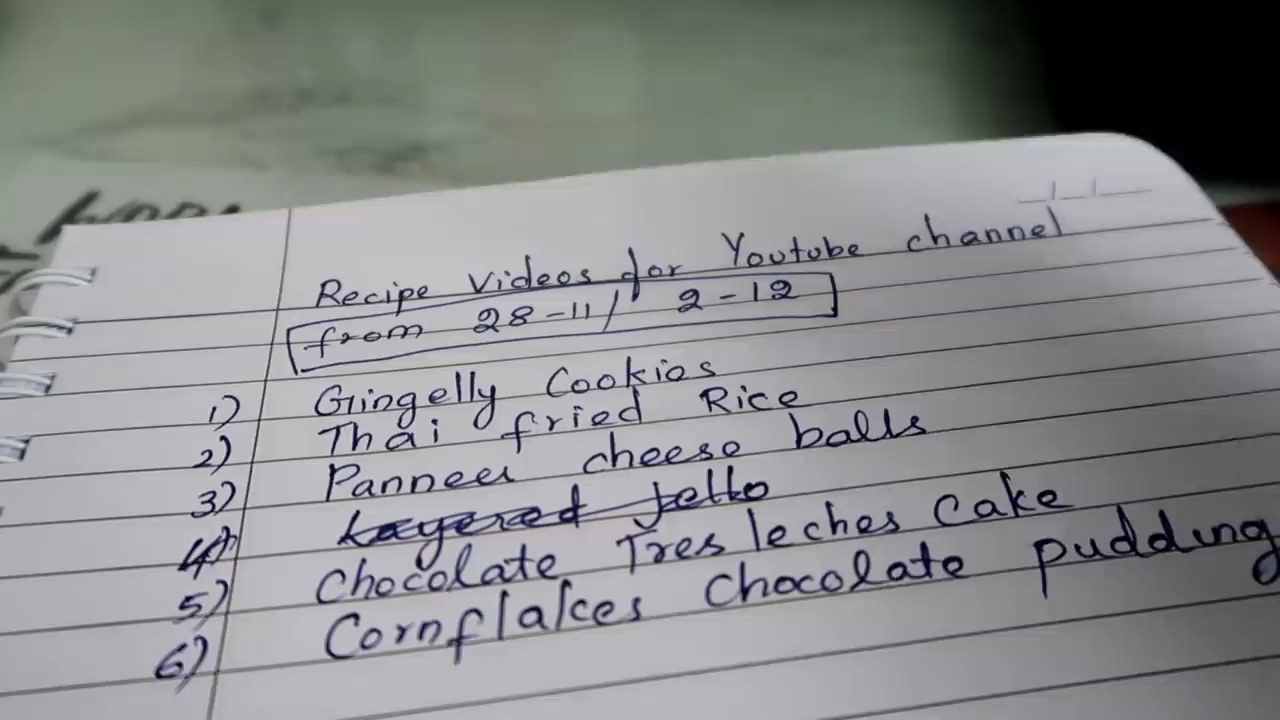 Recipe Videos for Youtube channel
from 28-11/ 2-12
1) Gingelly Cookies
2) Thai fried Rice
3) Panneer cheese balls
4) Layered Jello
5) Chocolate Tres leches cake
6) Cornflakes chocolate pudding